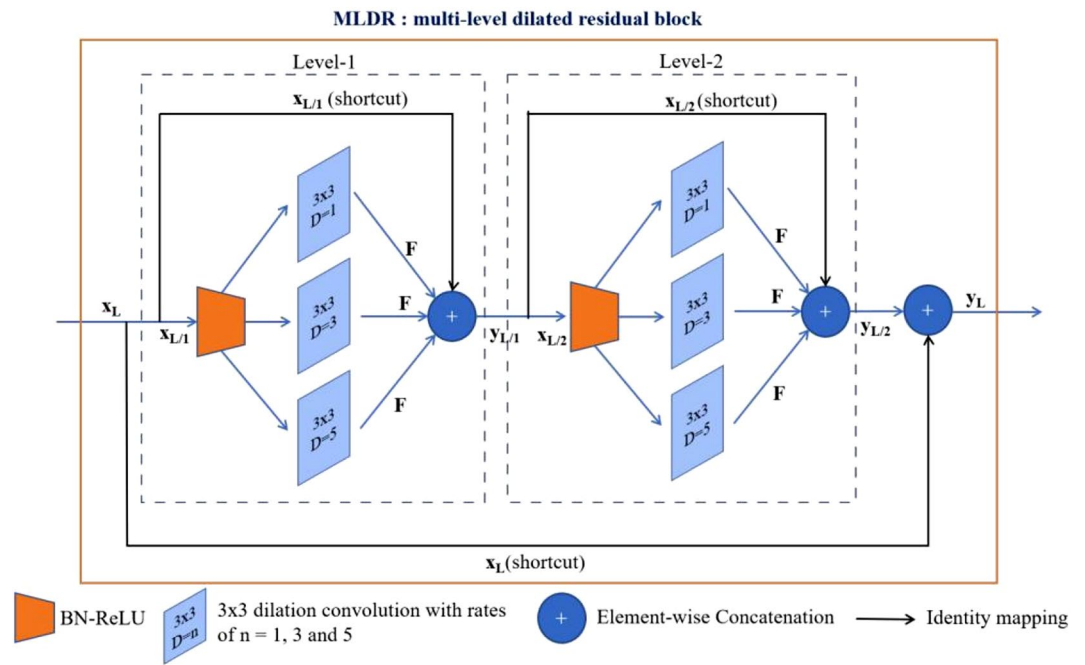 MLDR : multi-level dilated residual block
Level-1
Level-2
xL/1 (shortcut)
xL/2 (shortcut)
3x3
D=1
3x3
D=1
F
F
xL
xL/1
3x3
D=3
F
yL/1
xL/2
3x3
D=3
F
yL/2
yL
3x3
D=5
F
3x3
D=5
F
+
+
+
xL (shortcut)
BN-ReLU
3x3
D=n
3x3 dilation convolution with rates
of n = 1, 3 and 5
+
Element-wise Concatenation
Identity mapping